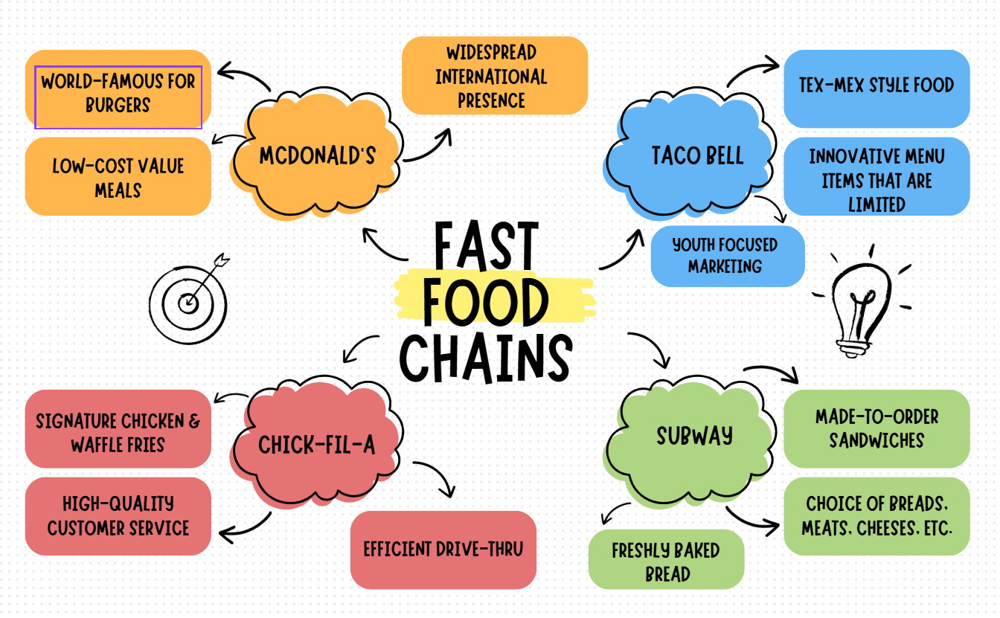 FAST
FOOD
CHAINS
MCDONALD'S
WORLD-FAMOUS FOR
BURGERS
LOW-COST VALUE
MEALS
WIDESPREAD
INTERNATIONAL
PRESENCE
TACO BELL
TEX-MEX STYLE FOOD
INNOVATIVE MENU
ITEMS THAT ARE
LIMITED
YOUTH FOCUSED
MARKETING
CHICK-FIL-A
SIGNATURE CHICKEN &
WAFFLE FRIES
HIGH-QUALITY
CUSTOMER SERVICE
EFFICIENT DRIVE-THRU
SUBWAY
MADE-TO-ORDER
SANDWICHES
CHOICE OF BREADS,
MEATS, CHEESES, ETC.
FRESHLY BAKED
BREAD